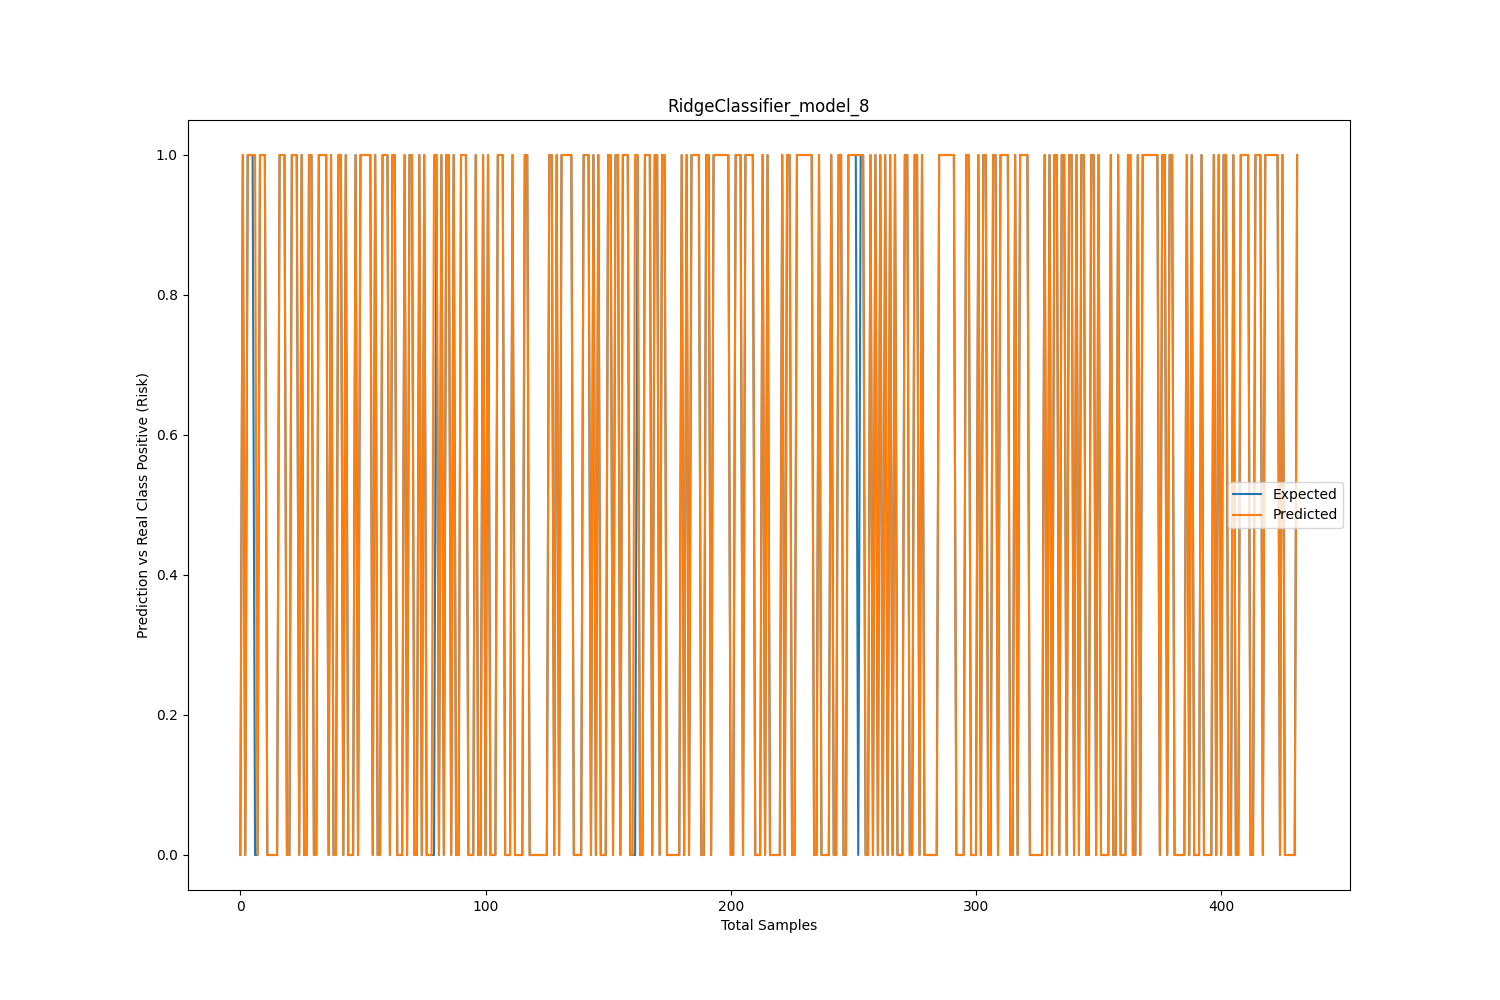 RidgeClassifier_model_8
Prediction vs Real Class Positive (Risk)
1.0
0.8
0.6
0.4
0.2
0.0
Expected
Predicted
0 100 200 300 400
Total Samples